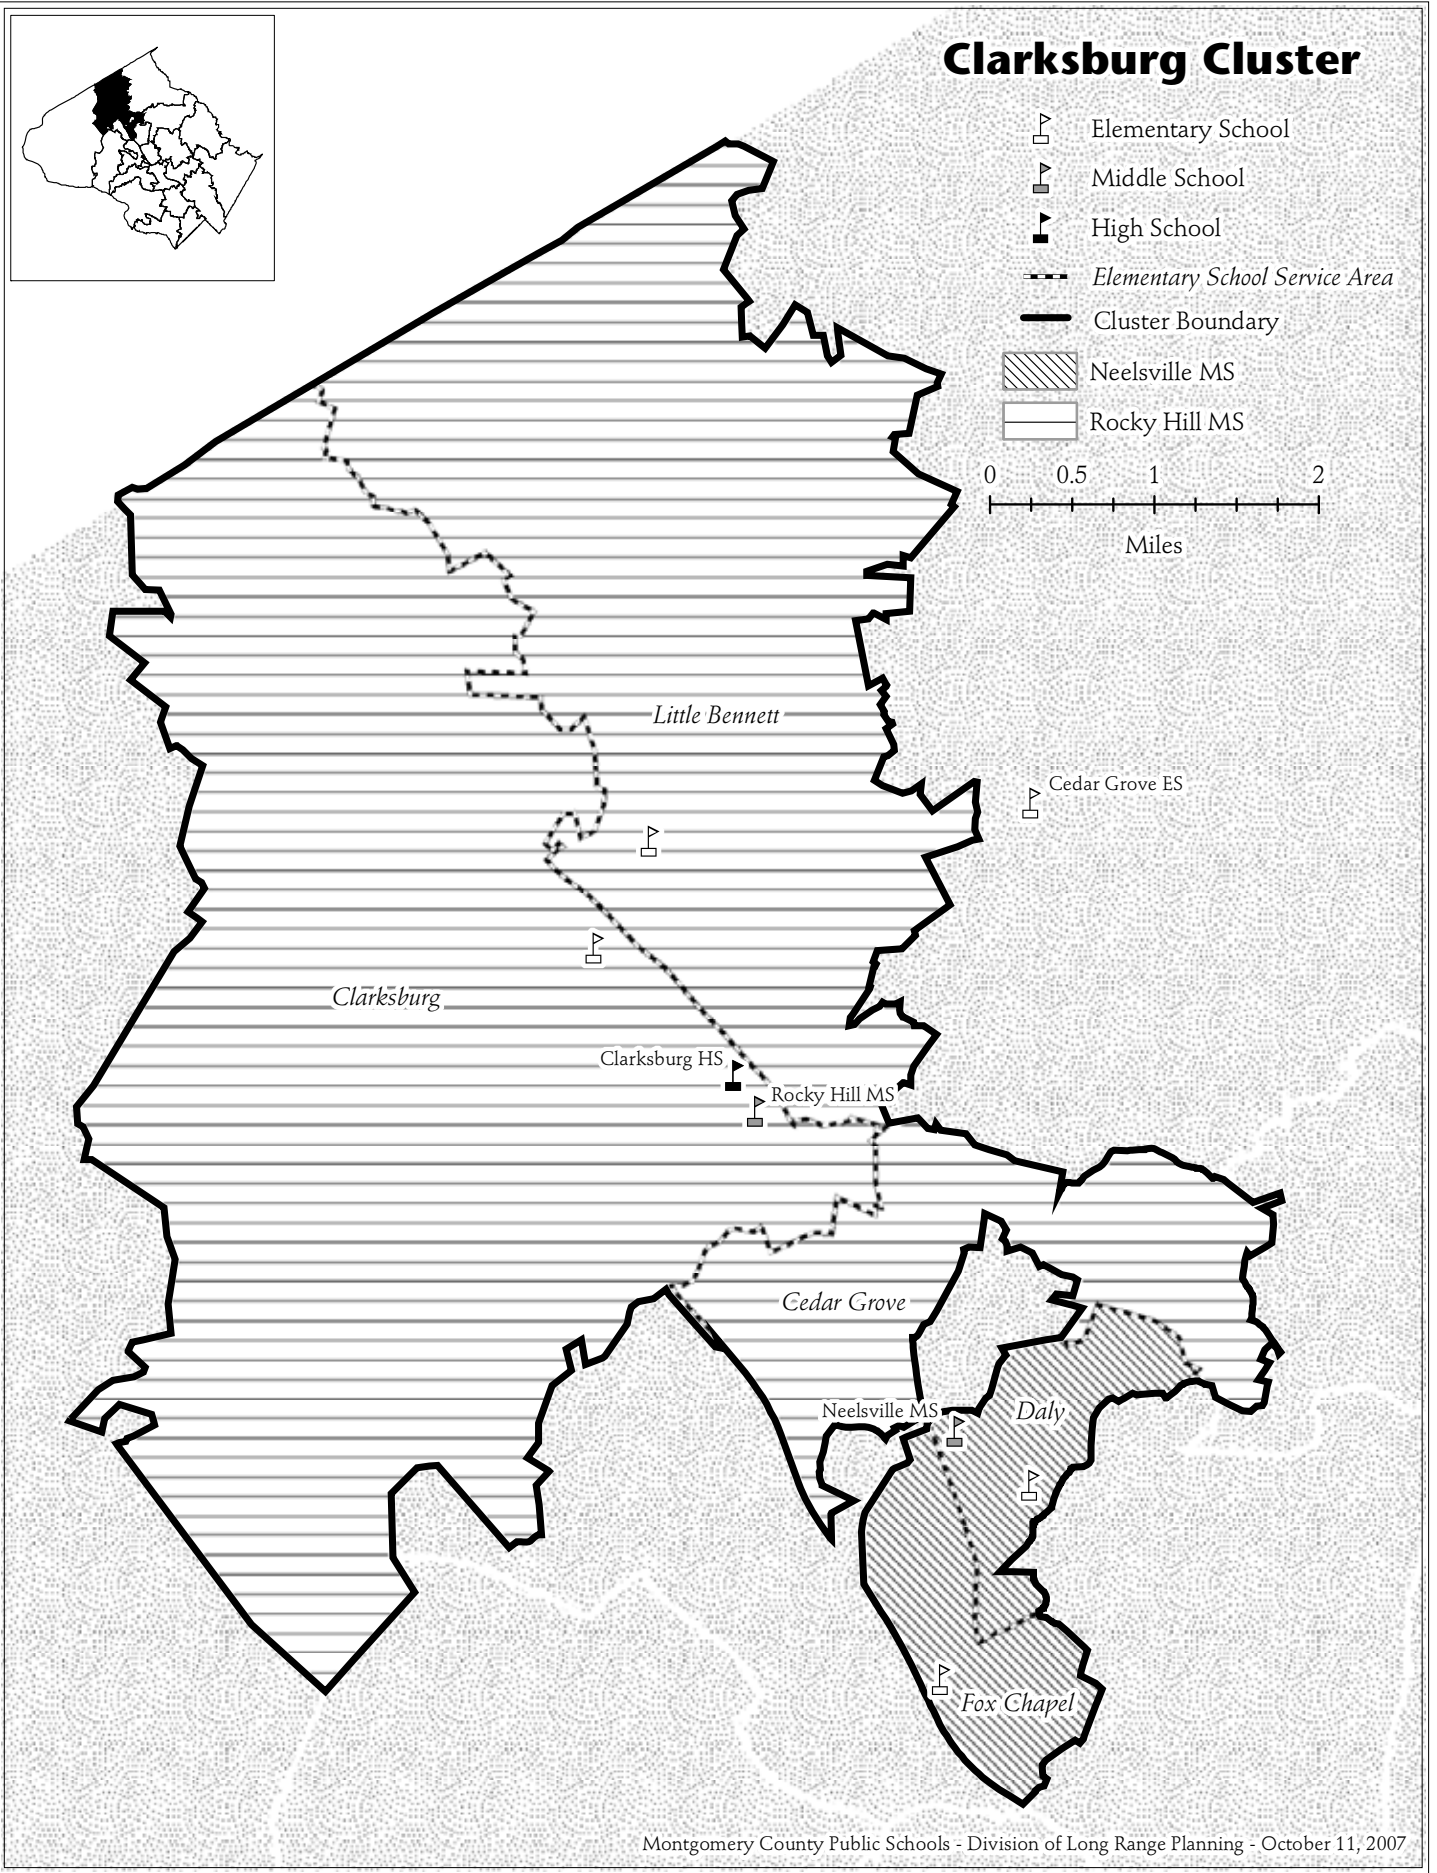 Clarksburg Cluster
Elementary School
Middle School
High School
Elementary School Service Area
Cluster Boundary
Neelsville MS
Rocky Hill MS
0 0.5 1 2
Miles
Little Bennett
Cedar Grove ES
Clarksburg
Clarksburg HS
Rocky Hill MS
Cedar Grove
Neelsville MS
Daly
Fox Chapel
Montgomery County Public Schools - Division of Long Range Planning - October 11, 2007